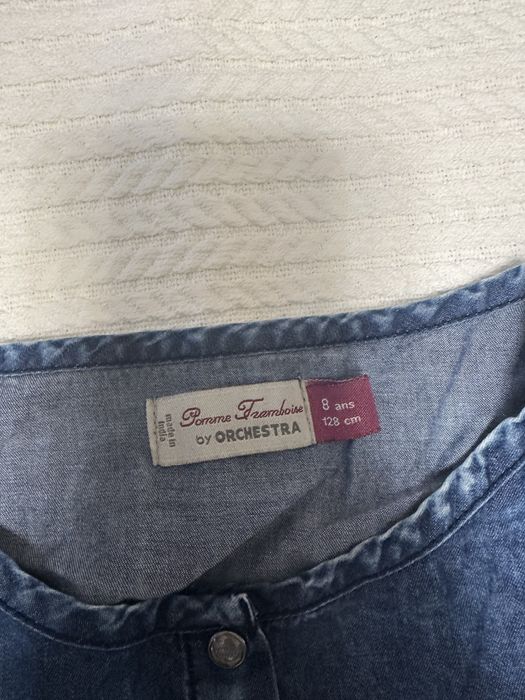 made in
India
Pomme Framboise
by ORCHESTRA
8 ans
128 cm